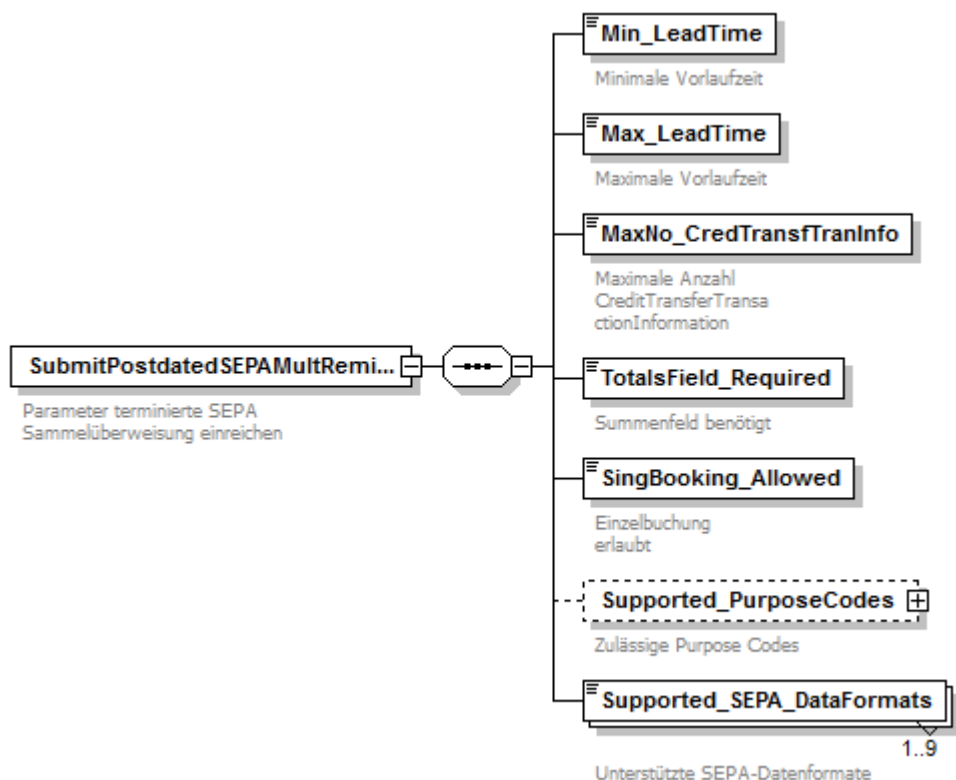 Min_LeadTime
Minimale Vorlaufzeit
Max_LeadTime
Maximale Vorlaufzeit
MaxNo_CredTransfTranInfo
Maximale Anzahl
CreditTransferTransa
ctionInformation
SubmitPostdatedSEPAMultRemi...
Parameter terminierte SEPA
Sammelüberweisung einreichen
TotalsField_Required
Summenfeld benötigt
SingBooking_Allowed
Einzelbuchung
erlaubt
Supported_PurposeCodes
Zulässige Purpose Codes
Supported_SEPA_DataFormats
1..9
Unterstützte SEPA-Datenformate